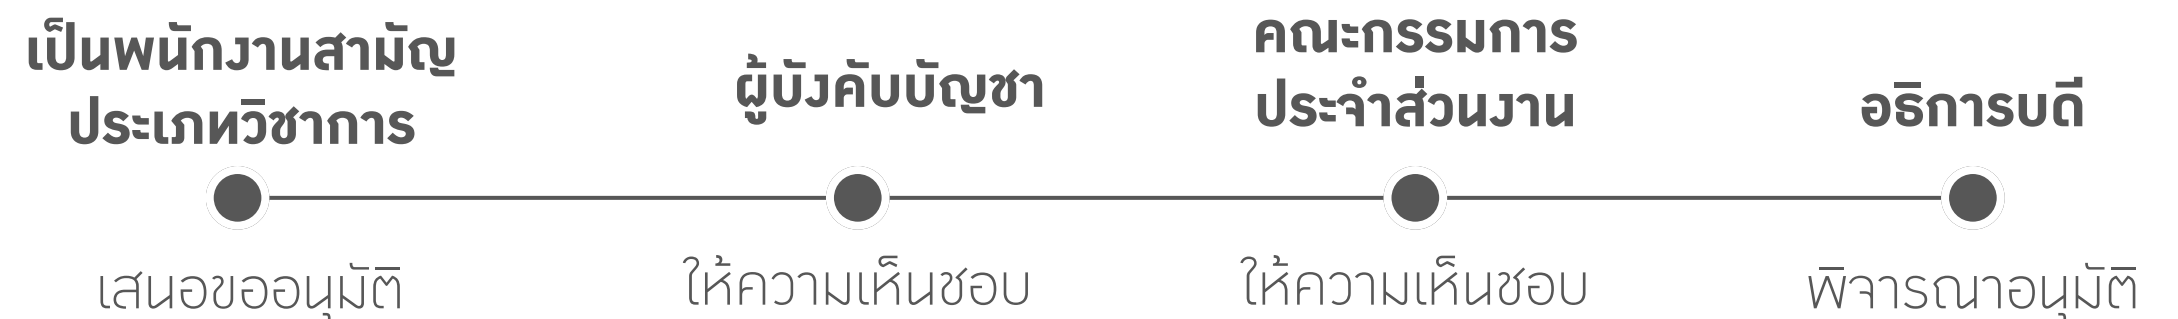 เป็นพนักงานสามัญ
ประเภทวิชาการ
เสนอขออนุมัติ
ผู้บังคับบัญชา
ให้ความเห็นชอบ
คณะกรรมการ
ประจำส่วนงาน
ให้ความเห็นชอบ
อธิการบดี
พิจารณาอนุมัติ